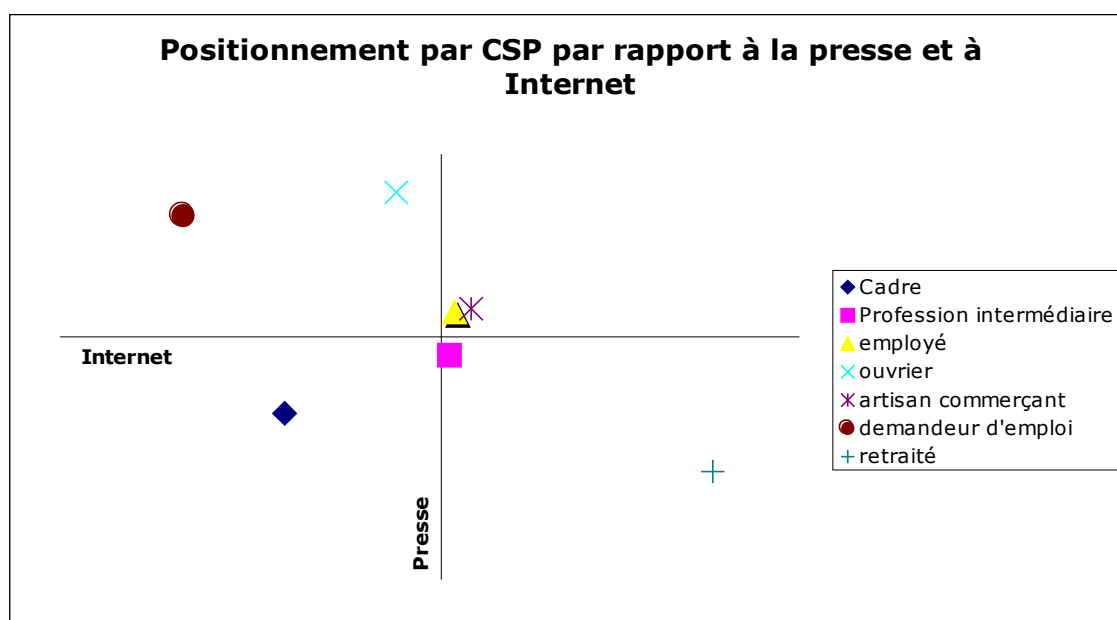 Positionnement par CSP par rapport à la presse et à
Internet
Internet
Presse
Cadre
Profession intermédiaire
employé
ouvrier
artisan commerçant
demandeur d'emploi
retraité